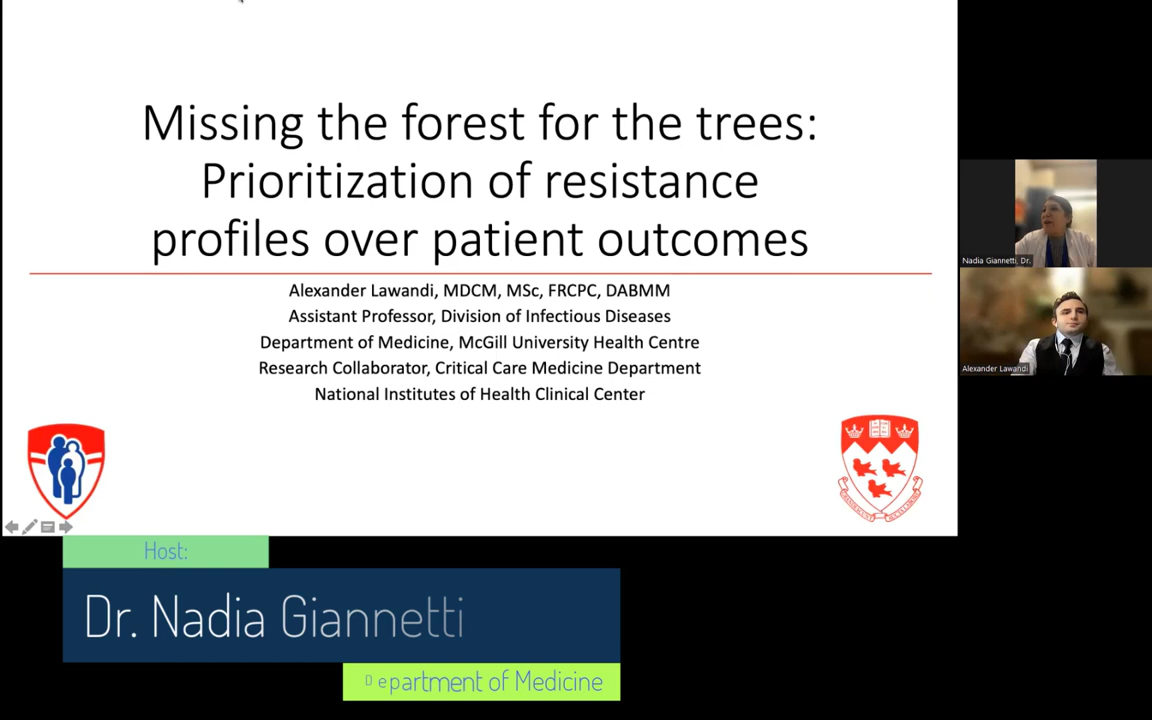 Missing the forest for the trees:
Prioritization of resistance
profiles over patient outcomes
Alexander Lawandi, MDCM, MSc, FRCPC, DABMM
Assistant Professor, Division of Infectious Diseases
Department of Medicine, McGill University Health Centre
Research Collaborator, Critical Care Medicine Department
National Institutes of Health Clinical Center
Nadia Giannetti, Dr.
Alexander Lawandi
Host:
Dr. Nadia Giannetti
Department of Medicine